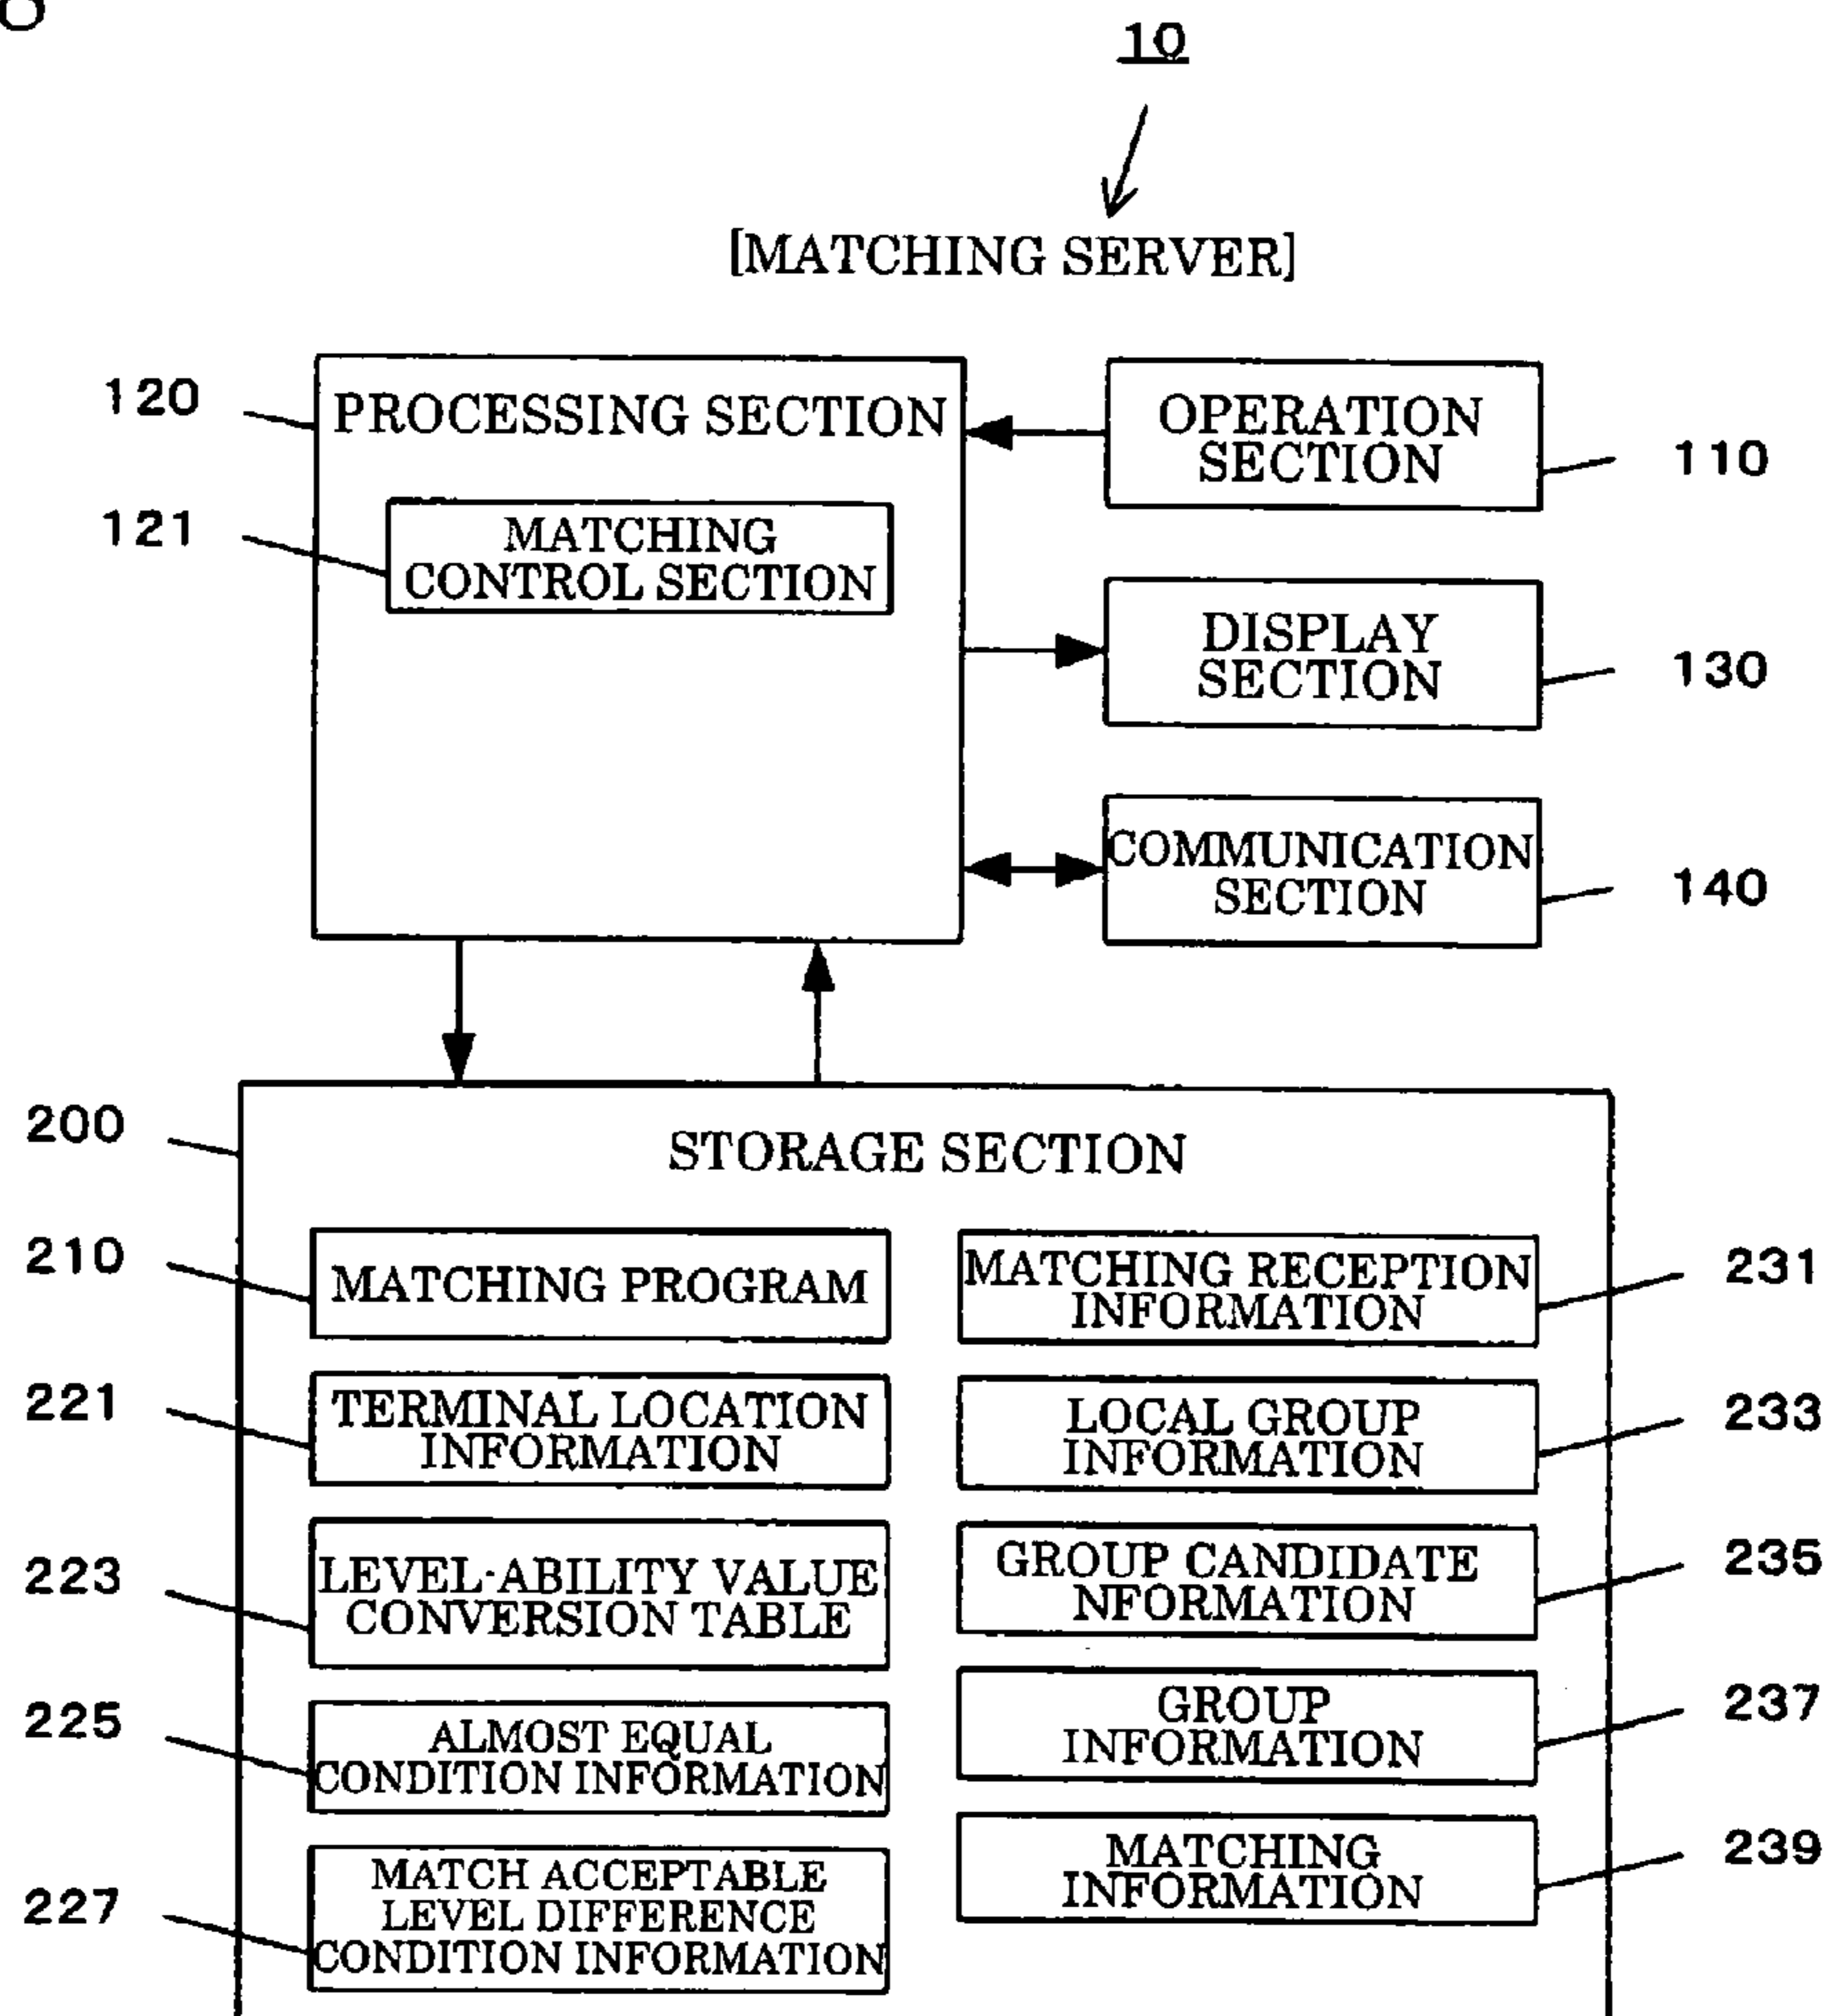 10
[MATCHING SERVER]
120
PROCESSING SECTION
121
MATCHING
CONTROL SECTION
OPERATION
SECTION
110
DISPLAY
SECTION
130
COMMUNICATION
SECTION
140
200
STORAGE SECTION
210
MATCHING PROGRAM
221
TERMINAL LOCATION
INFORMATION
223
LEVEL-ABILITY VALUE
CONVERSION TABLE
225
ALMOST EQUAL
CONDITION INFORMATION
227
MATCH ACCEPTABLE
LEVEL DIFFERENCE
CONDITION INFORMATION
MATCHING RECEPTION
INFORMATION
231
LOCAL GROUP
INFORMATION
233
GROUP CANDIDATE
NFORMATION
235
GROUP
INFORMATION
237
MATCHING
INFORMATION
239